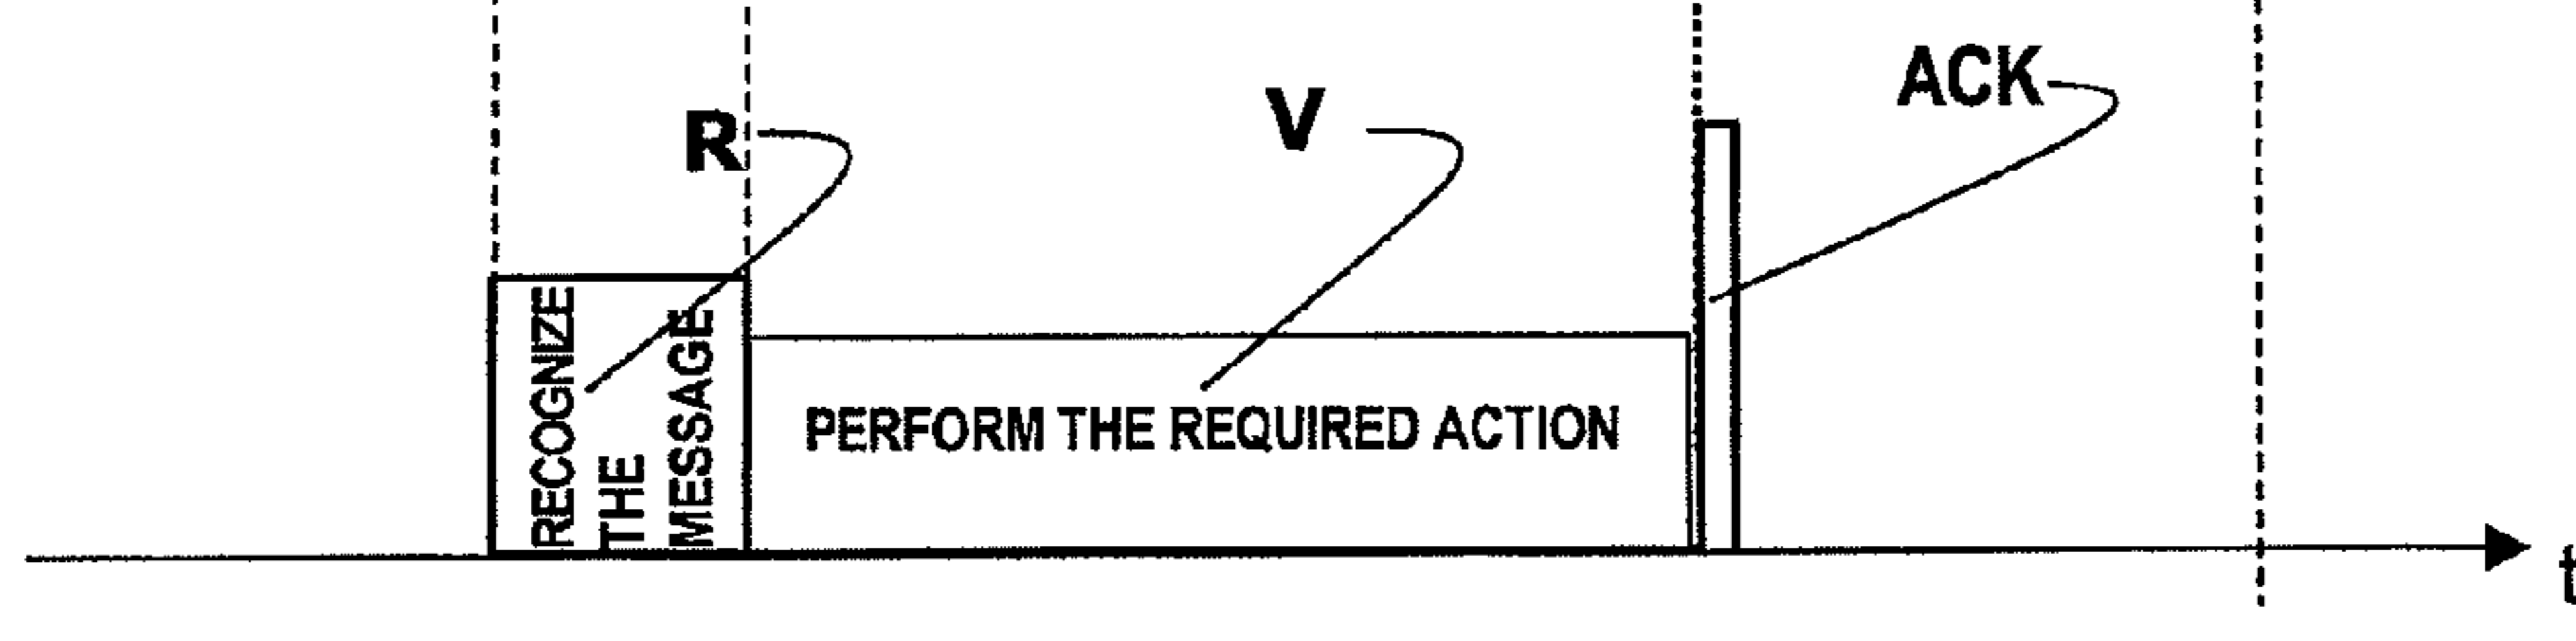 ACK
R
V
RECOGNIZE
THE
MESSAGE
PERFORM THE REQUIRED ACTION
t